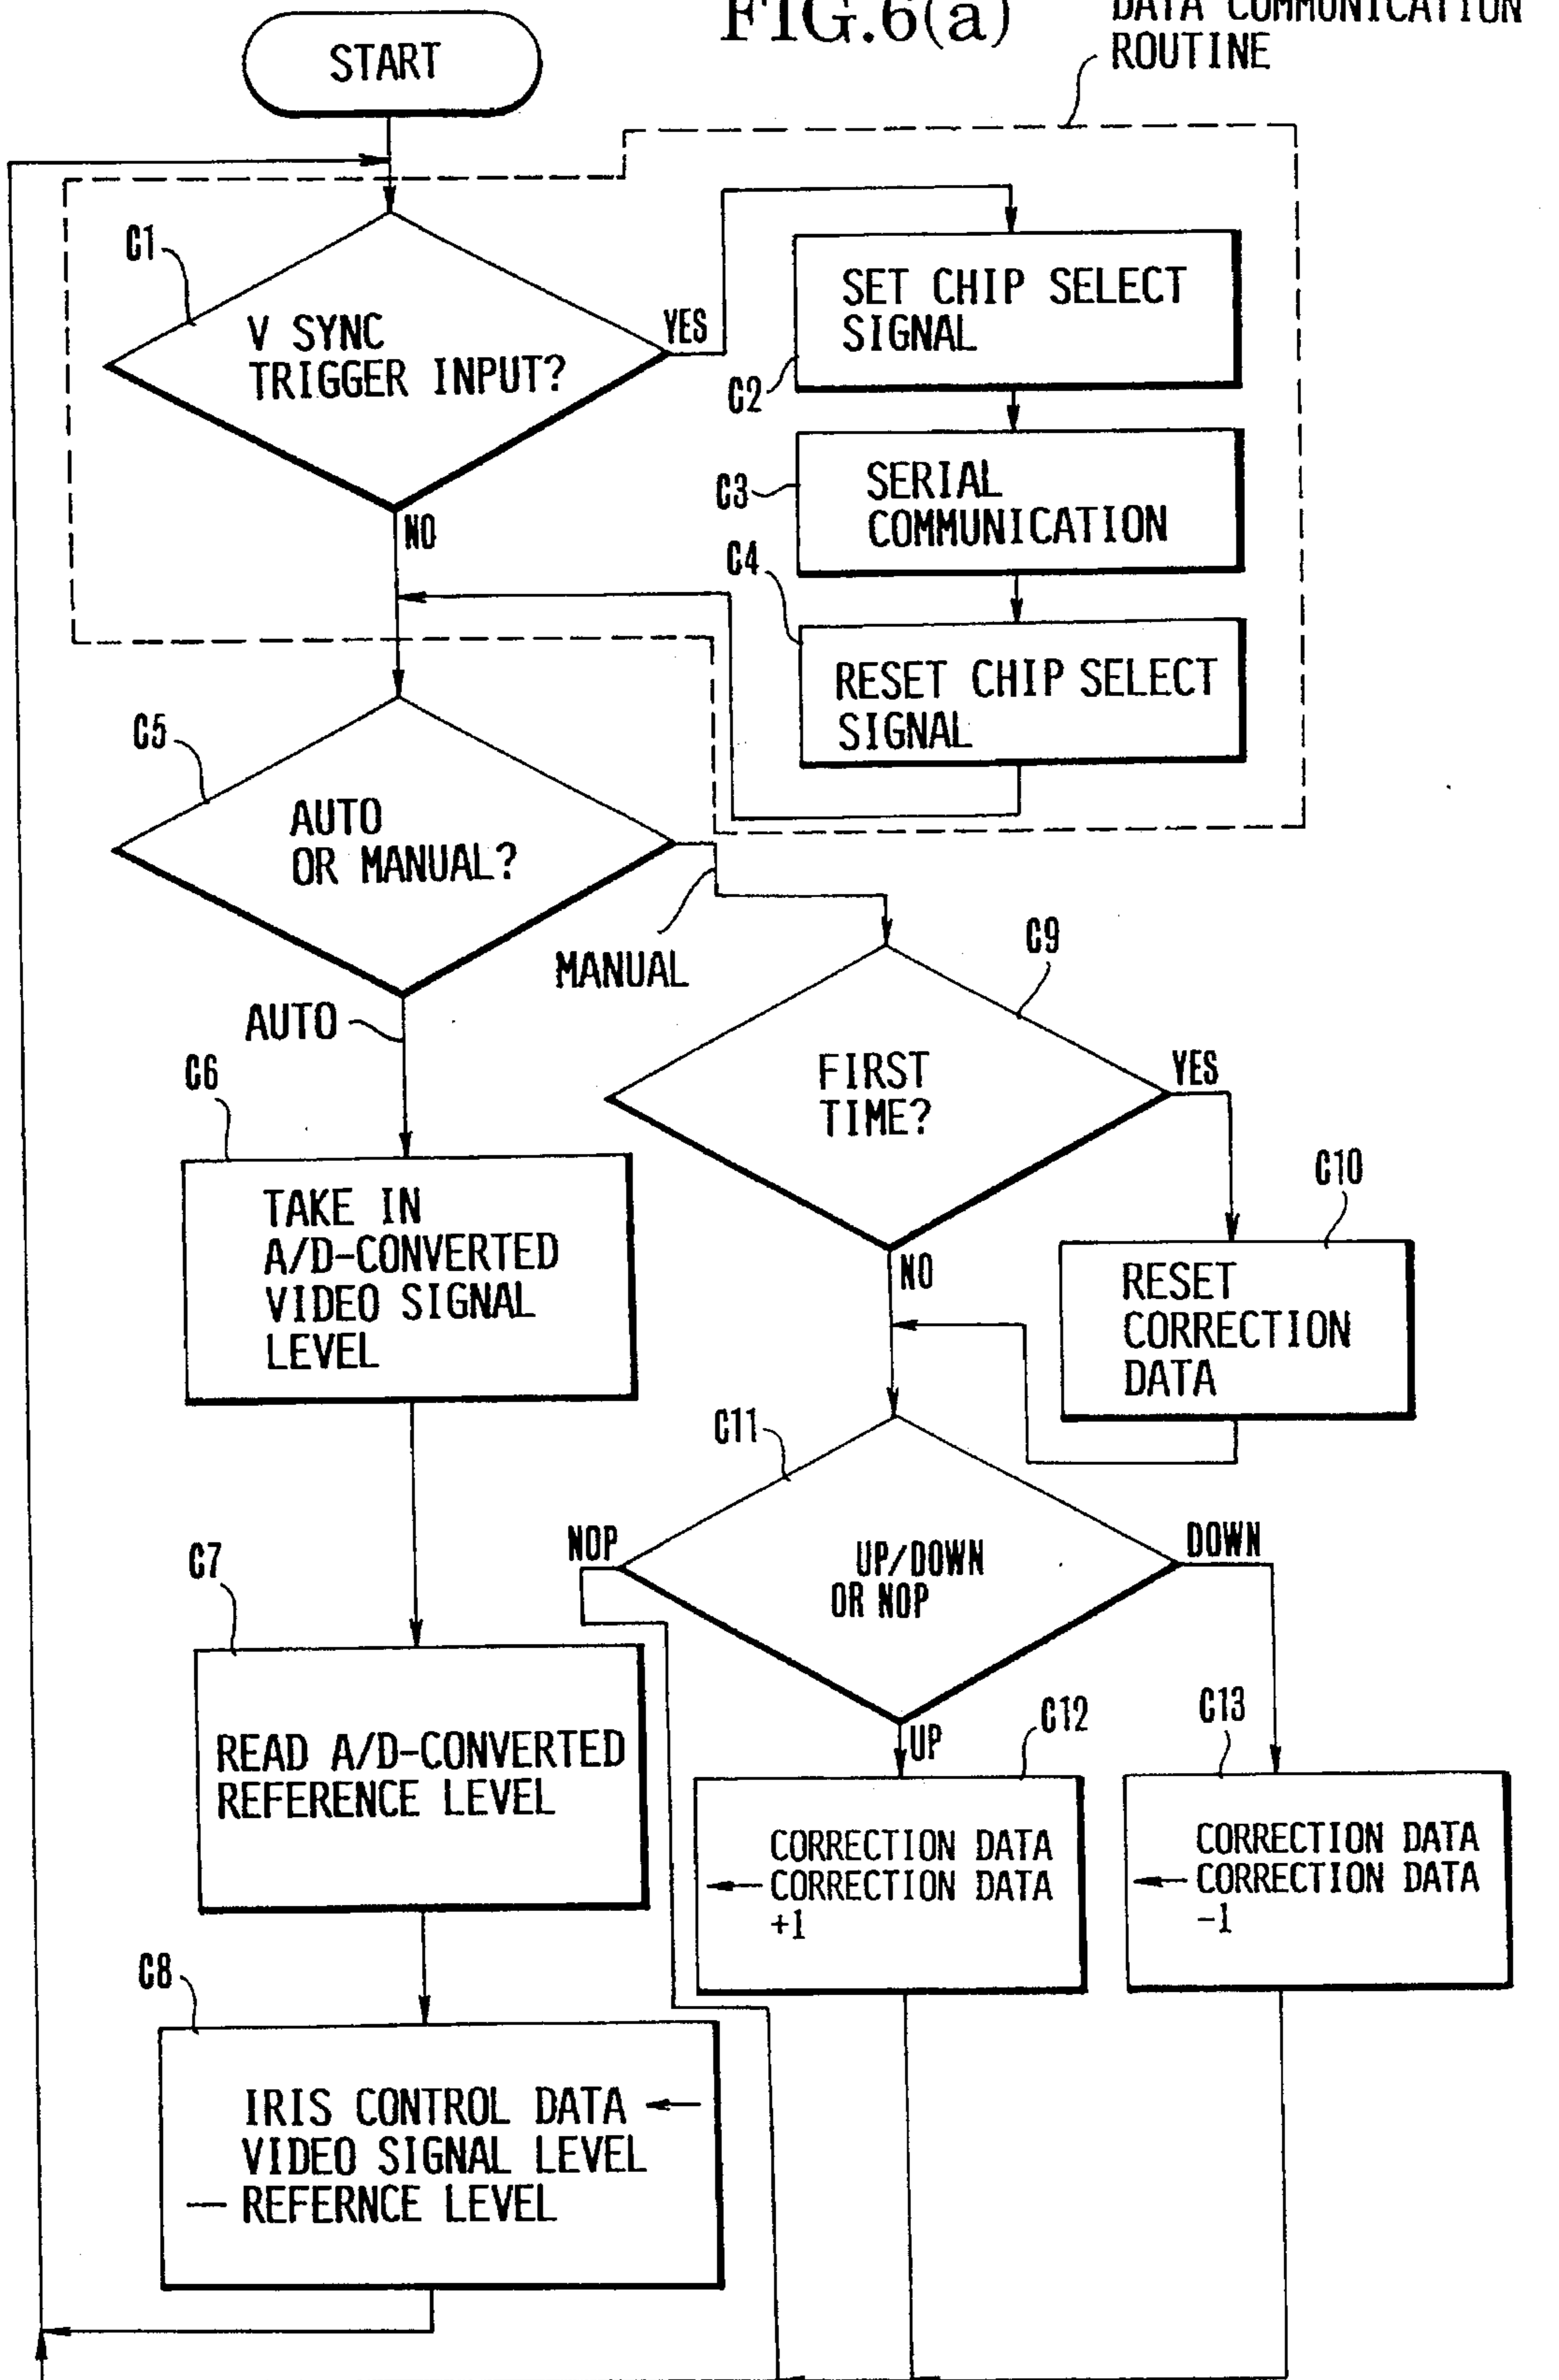 FIG.6(a)
DATA COMMUNICATION
ROUTINE
START
C1
V SYNC
TRIGGER INPUT?
YES
NO
C2
SET CHIP SELECT
SIGNAL
C3
SERIAL
COMMUNICATION
C4
RESET CHIP SELECT
SIGNAL
C5
AUTO
OR MANUAL?
MANUAL
AUTO
C6
TAKE IN
A/D-CONVERTED
VIDEO SIGNAL
LEVEL
C9
FIRST
TIME?
YES
NO
C10
RESET
CORRECTION
DATA
C11
UP/DOWN
OR NOP
NOP
DOWN
UP
C7
READ A/D-CONVERTED
REFERENCE LEVEL
C12
CORRECTION DATA
← CORRECTION DATA
+1
C13
CORRECTION DATA
← CORRECTION DATA
-1
C8
IRIS CONTROL DATA ←
VIDEO SIGNAL LEVEL
— REFERNCE LEVEL